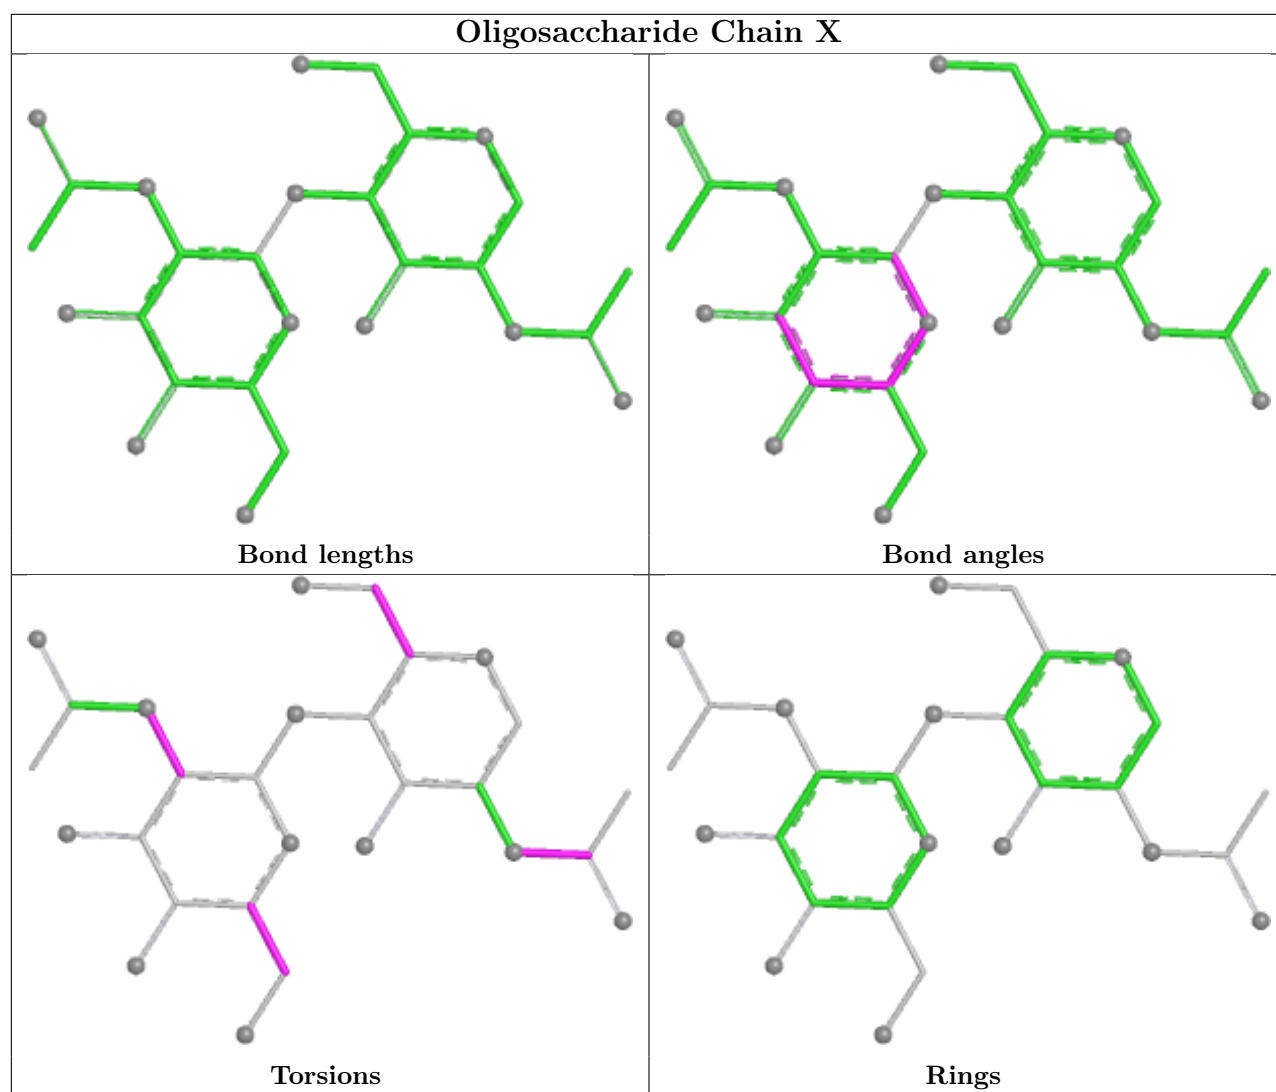 Oligosaccharide Chain X
Bond lengths
Bond angles
Torsions
Rings